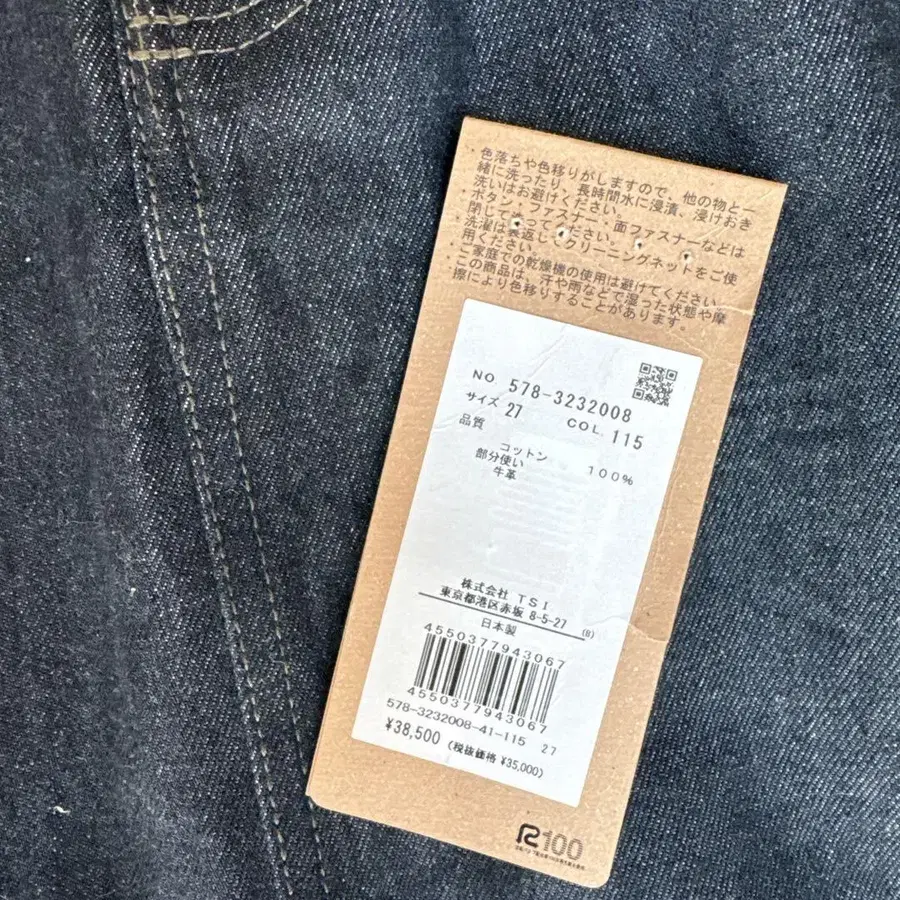 ・色落ちや色移りがしますので、他の物と一
緒に洗ったり、長時間水に浸漬、浸けおき
洗いはお避けください。
・ボタン・ファスナー・面ファスナーなどは
閉じて洗ってください。
・洗濯は裏返しでクリーニングネットをご使
用ください。
・ご家庭での乾燥機の使用は避けてください。
・この商品は、汗や雨などで湿った状態や摩
擦により色移りすることがあります。
NO. 578-3232008
サイズ 27 COL. 115
品質
コットン 100%
部分使い
牛革
株式会社 TSI
東京都港区赤坂 8-5-27
日本製 (8)
4550377943067
4550377943067
578-3232008-41-115 27
¥38,500 (税抜価格 ¥35,000)
R100